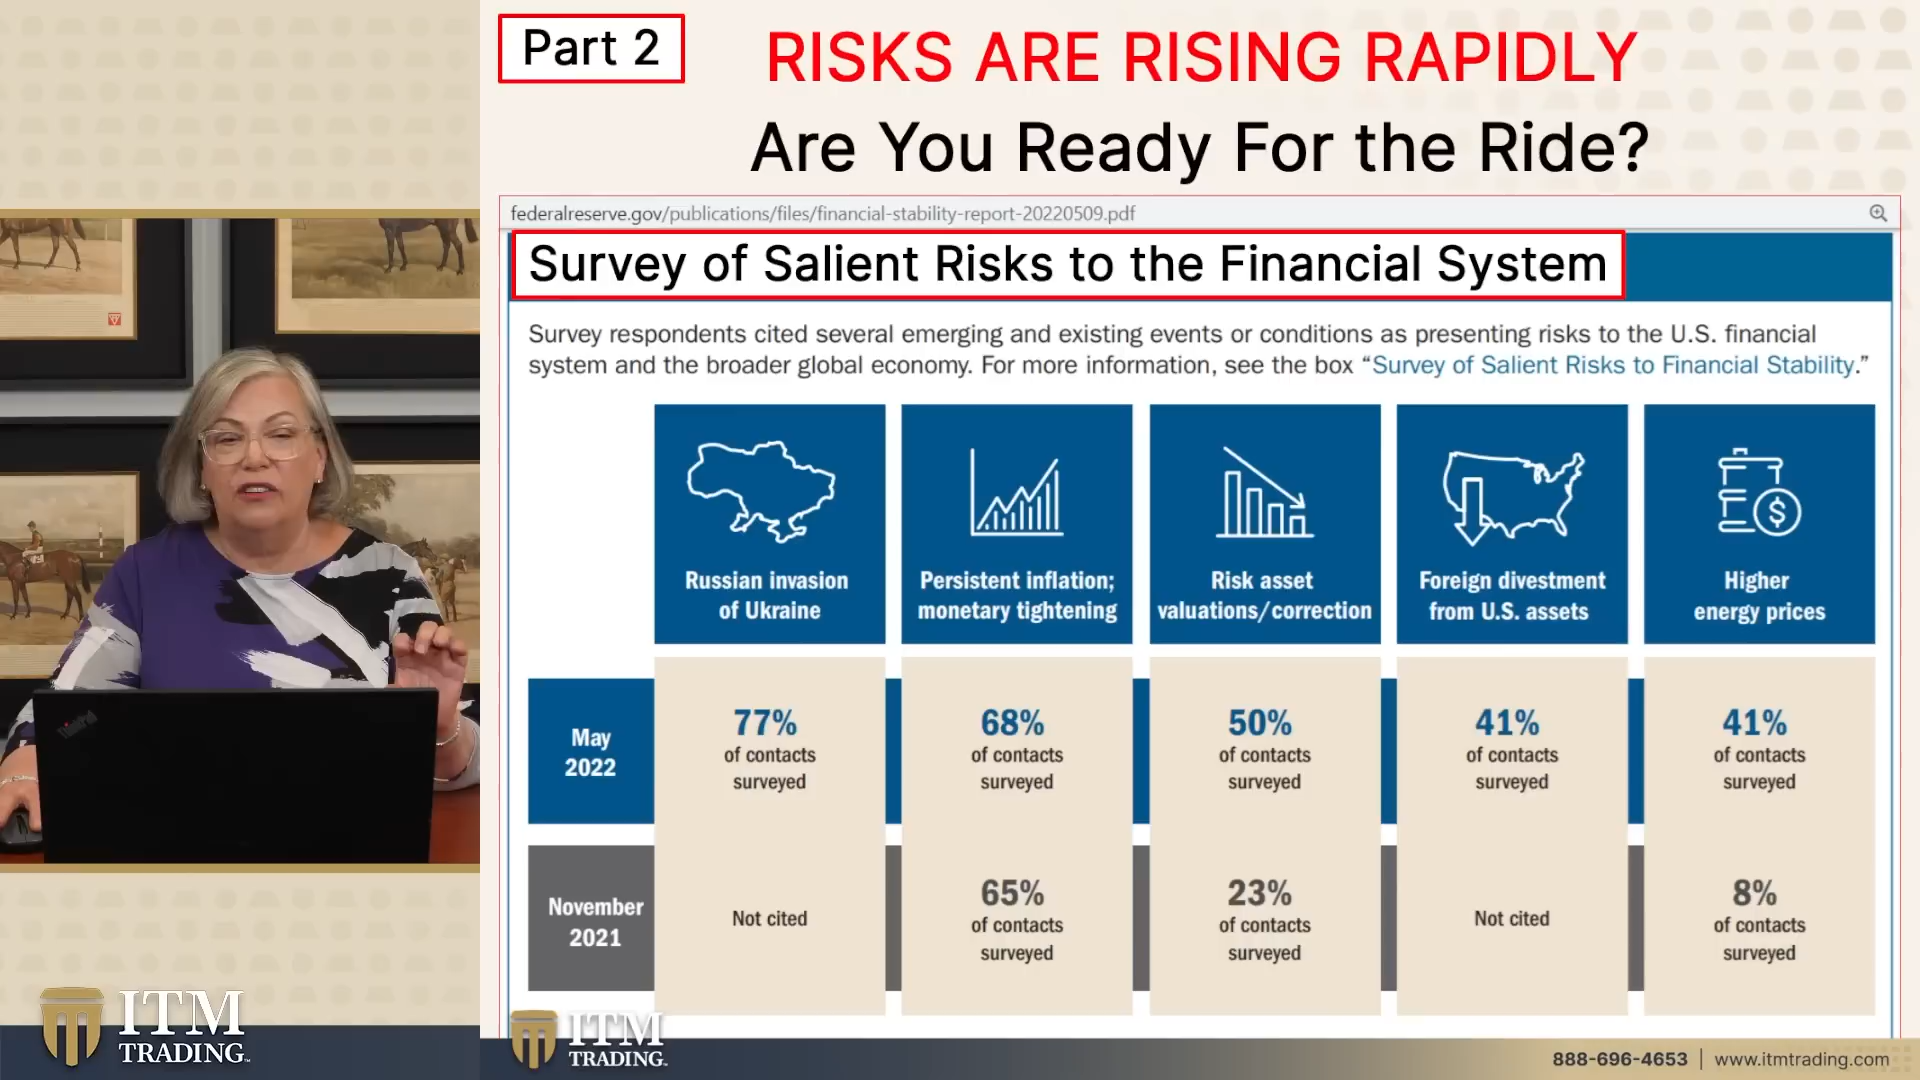 Part 2
RISKS ARE RISING RAPIDLY
Are You Ready For the Ride?
federalreserve.gov/publications/files/financial-stability-report-20220509.pdf
Survey of Salient Risks to the Financial System
Survey respondents cited several emerging and existing events or conditions as presenting risks to the U.S. financial
system and the broader global economy. For more information, see the box “Survey of Salient Risks to Financial Stability.”
Russian invasion
of Ukraine
Persistent inflation;
monetary tightening
Risk asset
valuations/correction
Foreign divestment
from U.S. assets
Higher
energy prices
May
2022
77%
of contacts
surveyed
68%
of contacts
surveyed
50%
of contacts
surveyed
41%
of contacts
surveyed
41%
of contacts
surveyed
November
2021
Not cited
65%
of contacts
surveyed
23%
of contacts
surveyed
Not cited
8%
of contacts
surveyed
ThinkPad
ITM
TRADING™
ITM
TRADING™
888-696-4653 | www.itmtrading.com